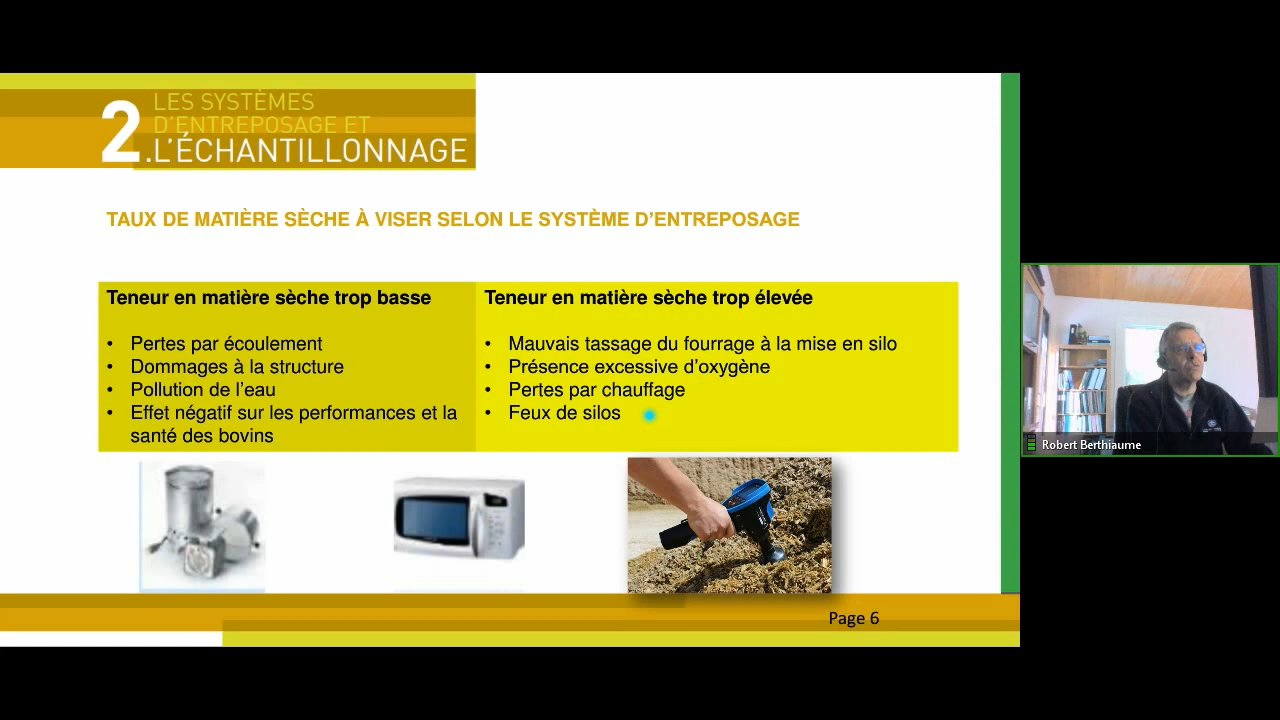 2.
LES SYSTÈMES
D'ENTREPOSAGE ET
L'ÉCHANTILLONNAGE
TAUX DE MATIÈRE SÈCHE À VISER SELON LE SYSTÈME D'ENTREPOSAGE
Teneur en matière sèche trop basse
• Pertes par écoulement
• Dommages à la structure
• Pollution de l'eau
• Effet négatif sur les performances et la
santé des bovins
Teneur en matière sèche trop élevée
• Mauvais tassage du fourrage à la mise en silo
• Présence excessive d'oxygène
• Pertes par chauffage
• Feux de silos
Robert Berthiaume
Page 6